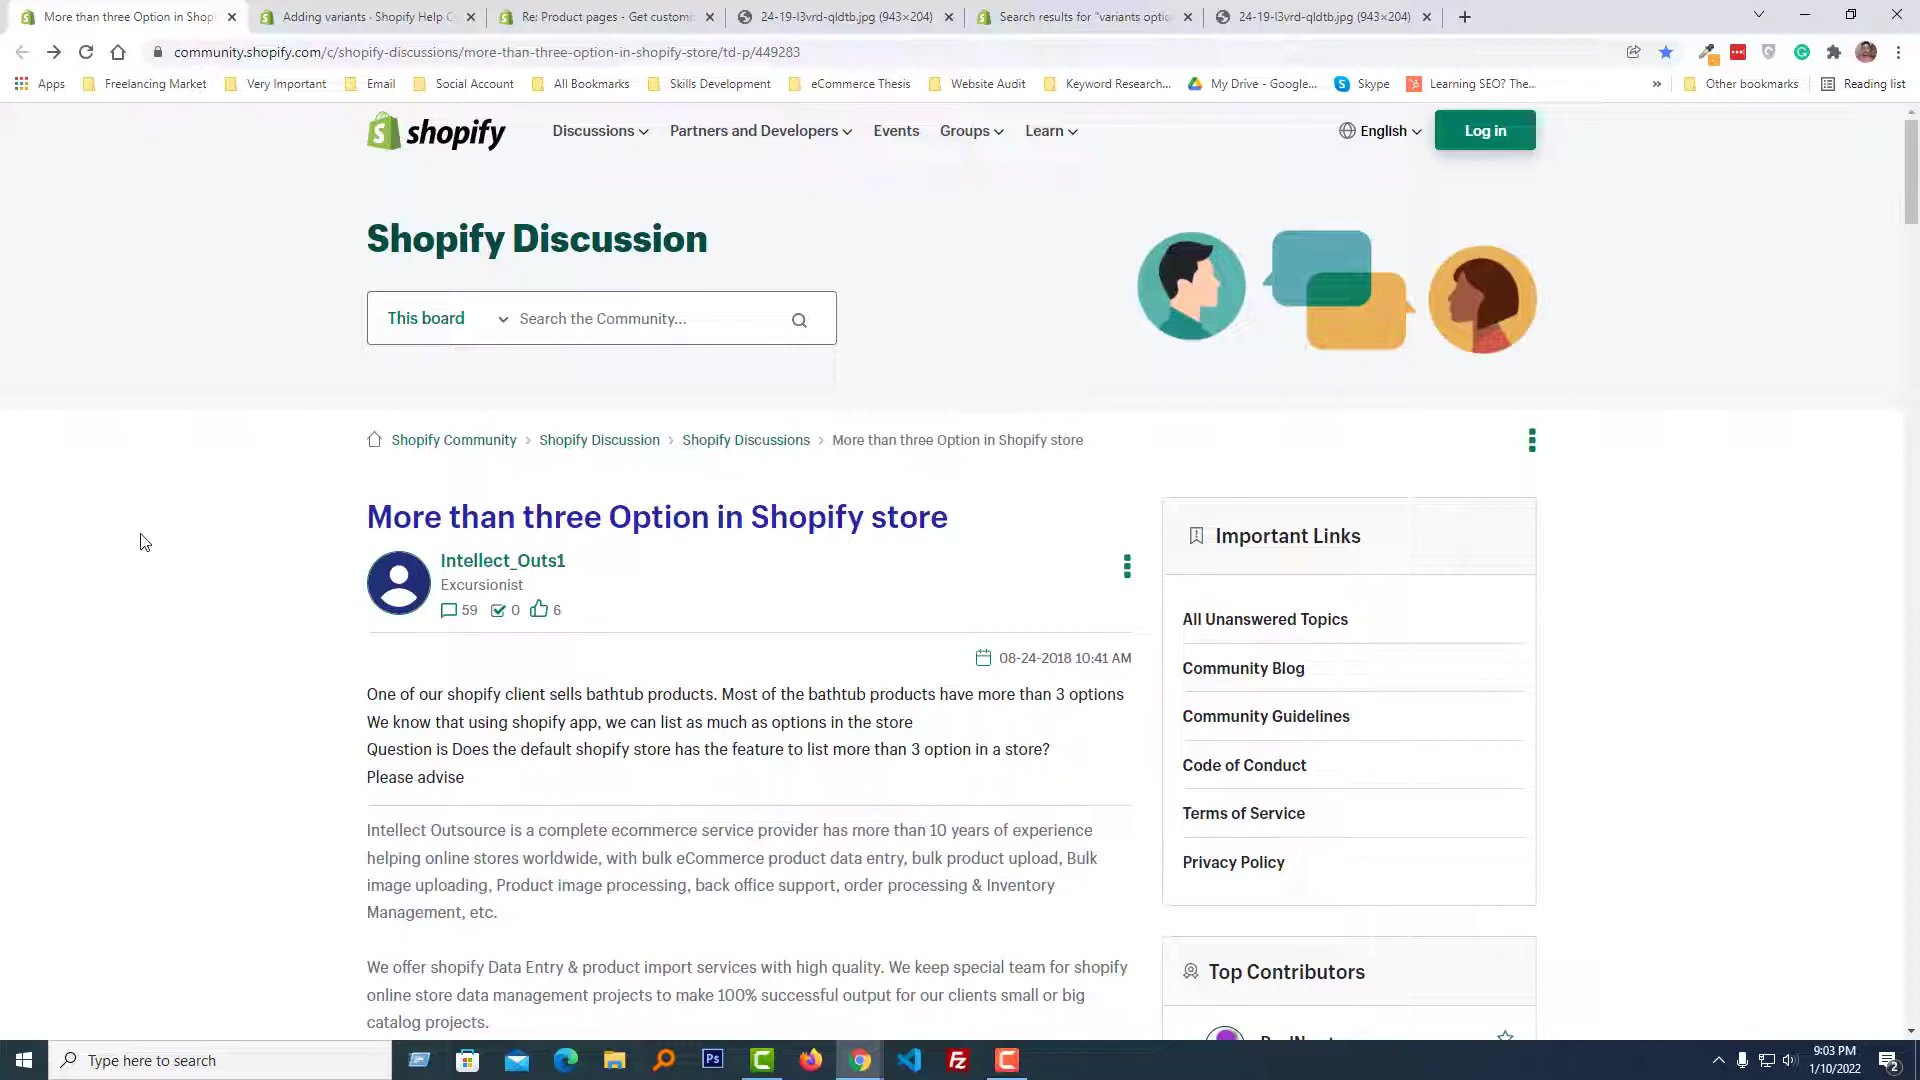 More than three Option in Shop
Adding variants · Shopify Help C
Re: Product pages - Get customi
24-19-l3vrd-qldtb.jpg (943×204)
Search results for "variants optio
24-19-l3vrd-qldtb.jpg (943×204)
community.shopify.com/c/shopify-discussions/more-than-three-option-in-shopify-store/td-p/449283
Apps
Freelancing Market
Very Important
Email
Social Account
All Bookmarks
Skills Development
eCommerce Thesis
Website Audit
Keyword Research...
My Drive - Google...
Skype
Learning SEO? The...
»
Other bookmarks
Reading list
shopify
Discussions
Partners and Developers
Events
Groups
Learn
English
Log in
Shopify Discussion
This board
Search the Community...
Shopify Community > Shopify Discussion > Shopify Discussions > More than three Option in Shopify store
More than three Option in Shopify store
Intellect_Outs1
Excursionist
59 0 6
08-24-2018 10:41 AM
One of our shopify client sells bathtub products. Most of the bathtub products have more than 3 options
We know that using shopify app, we can list as much as options in the store
Question is Does the default shopify store has the feature to list more than 3 option in a store?
Please advise
Intellect Outsource is a complete ecommerce service provider has more than 10 years of experience
helping online stores worldwide, with bulk eCommerce product data entry, bulk product upload, Bulk
image uploading, Product image processing, back office support, order processing & Inventory
Management, etc.
We offer shopify Data Entry & product import services with high quality. We keep special team for shopify
online store data management projects to make 100% successful output for our clients small or big
catalog projects.
Important Links
All Unanswered Topics
Community Blog
Community Guidelines
Code of Conduct
Terms of Service
Privacy Policy
Top Contributors
Type here to search
Ps
9:03 PM
1/10/2022
2